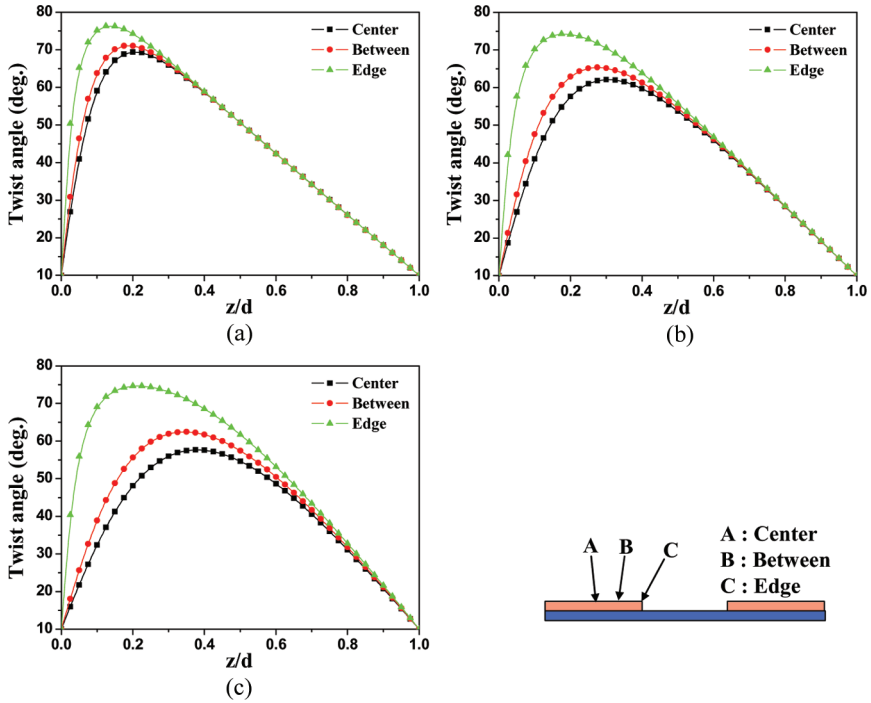 80
70
60
50
40
30
20
10
Twist angle (deg.)
Center
Between
Edge
0.0 0.2 0.4 0.6 0.8 1.0
z/d
(a)
80
70
60
50
40
30
20
10
Twist angle (deg.)
Center
Between
Edge
0.0 0.2 0.4 0.6 0.8 1.0
z/d
(b)
80
70
60
50
40
30
20
10
Twist angle (deg.)
Center
Between
Edge
0.0 0.2 0.4 0.6 0.8 1.0
z/d
(c)
A B C
A : Center
B : Between
C : Edge